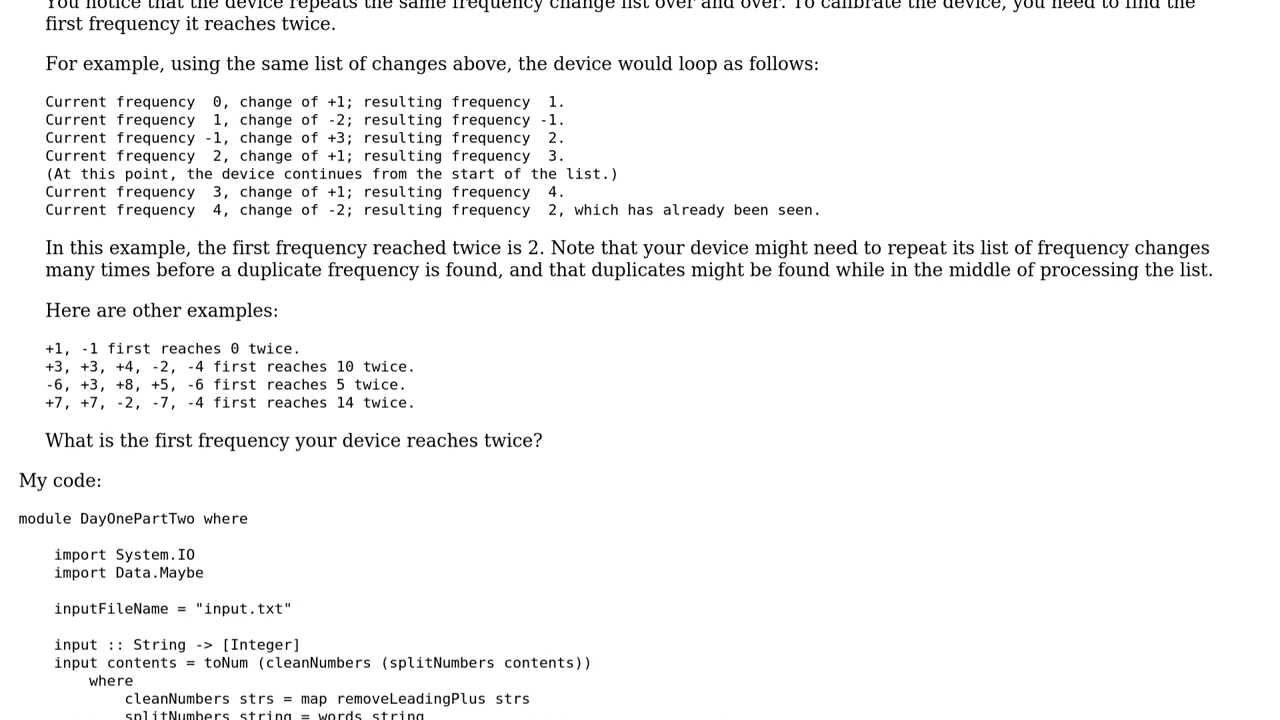 You notice that the device repeats the same frequency change list over and over. To calibrate the device, you need to find the
first frequency it reaches twice.
For example, using the same list of changes above, the device would loop as follows:
Current frequency  0, change of +1; resulting frequency  1.
Current frequency  1, change of -2; resulting frequency -1.
Current frequency -1, change of +3; resulting frequency  2.
Current frequency  2, change of +1; resulting frequency  3.
(At this point, the device continues from the start of the list.)
Current frequency  3, change of +1; resulting frequency  4.
Current frequency  4, change of -2; resulting frequency  2, which has already been seen.
In this example, the first frequency reached twice is 2. Note that your device might need to repeat its list of frequency changes
many times before a duplicate frequency is found, and that duplicates might be found while in the middle of processing the list.
Here are other examples:
+1, -1 first reaches 0 twice.
+3, +3, +4, -2, -4 first reaches 10 twice.
-6, +3, +8, +5, -6 first reaches 5 twice.
+7, +7, -2, -7, -4 first reaches 14 twice.
What is the first frequency your device reaches twice?
My code:
module DayOnePartTwo where
    import System.IO
    import Data.Maybe
    inputFileName = "input.txt"
    input :: String -> [Integer]
    input contents = toNum (cleanNumbers (splitNumbers contents))
        where
            cleanNumbers strs = map removeLeadingPlus strs
            splitNumbers string = words string